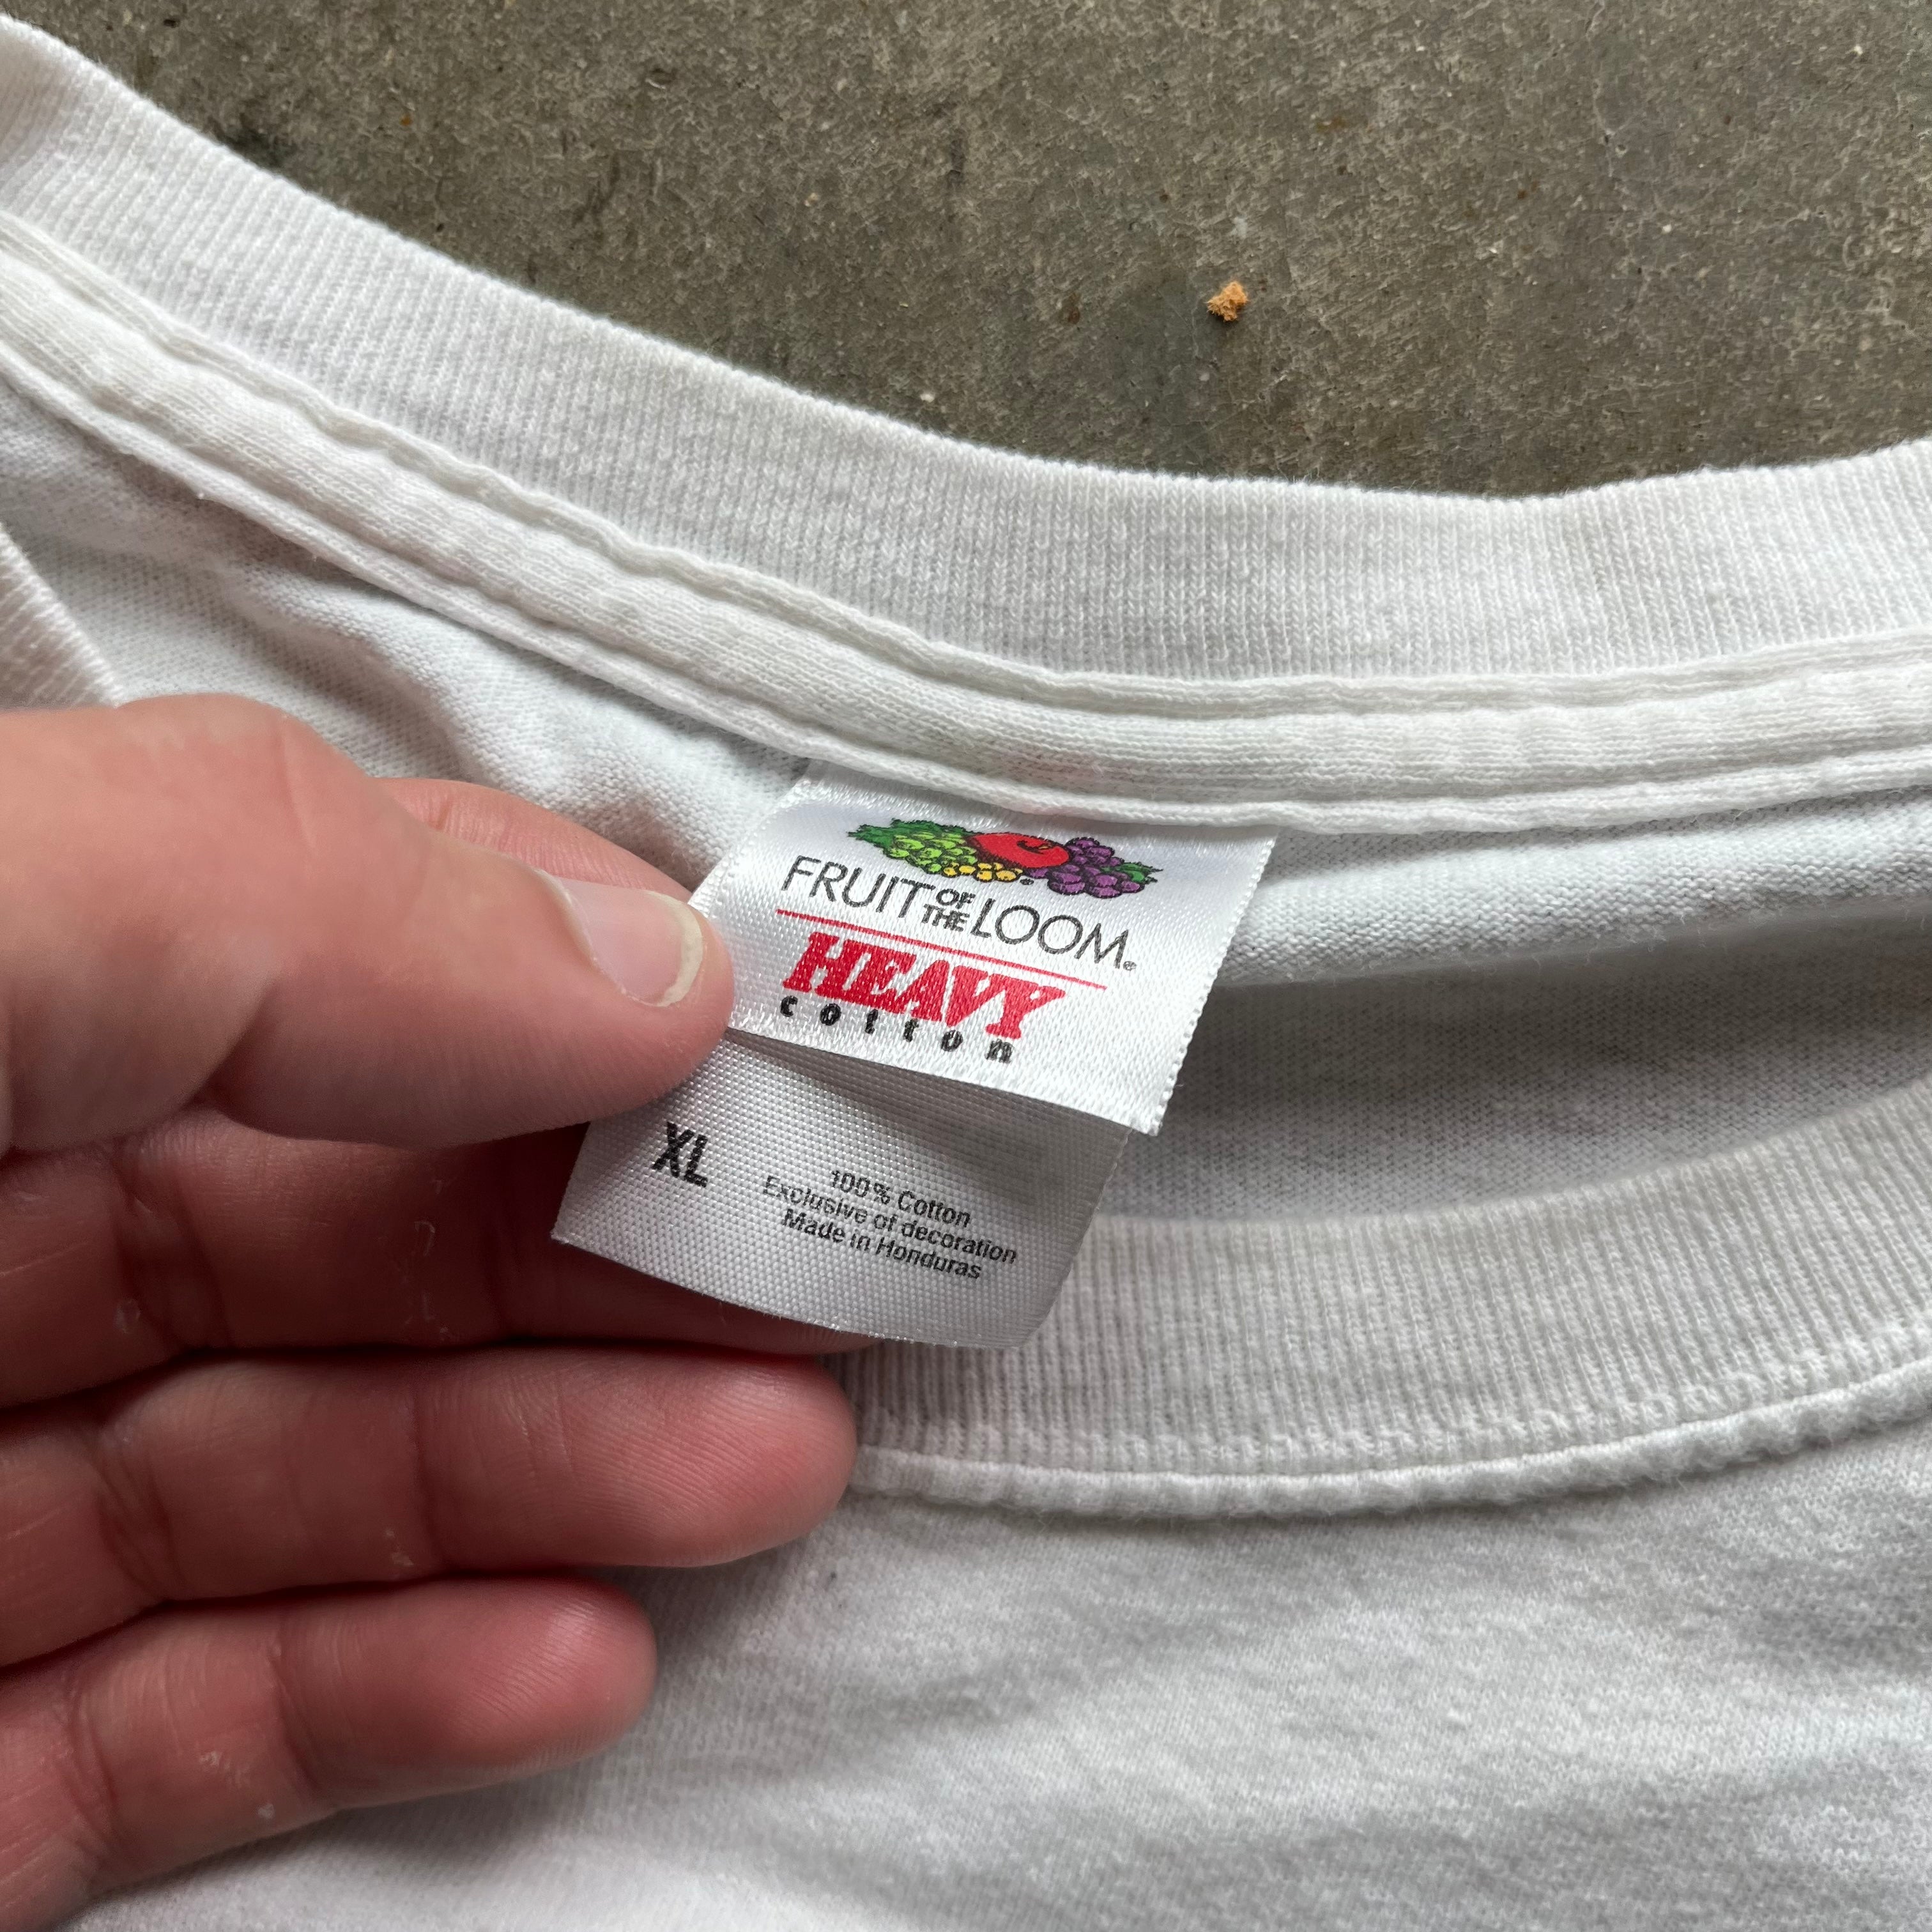 FRUIT OF THE LOOM®
HEAVY
cotton
XL
100% Cotton
Exclusive of decoration
Made in Honduras